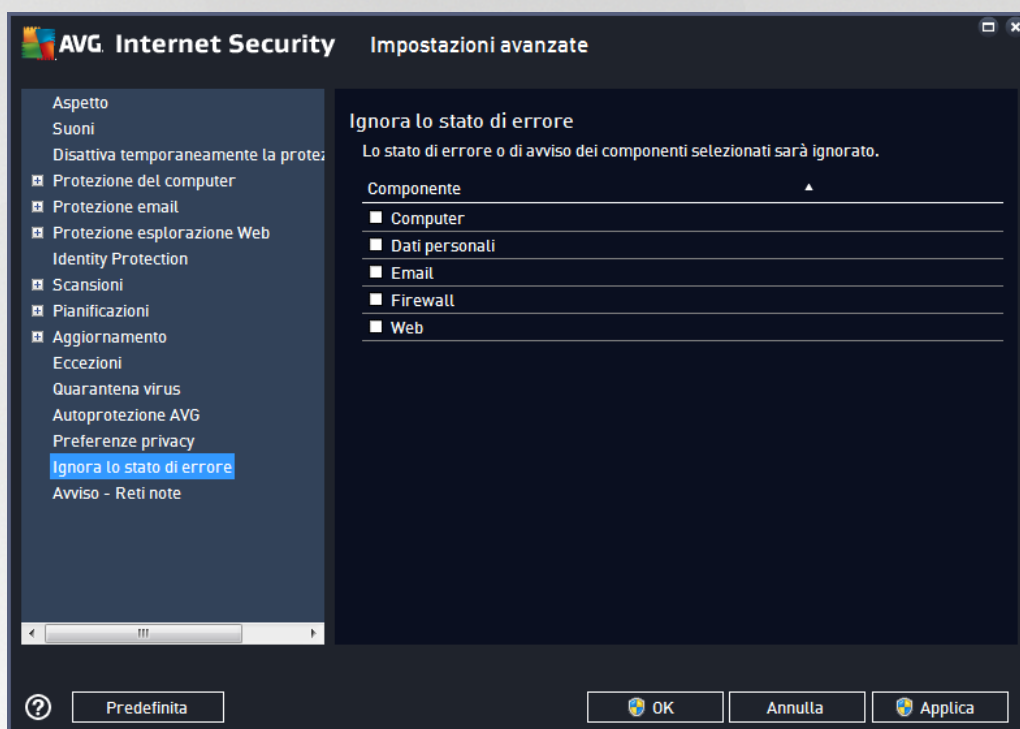 AVG. Internet Security
Impostazioni avanzate
Aspetto
Suoni
Disattiva temporaneamente la protez
Protezione del computer
Protezione email
Protezione esplorazione Web
Identity Protection
Scansioni
Pianificazioni
Aggiornamento
Eccezioni
Quarantena virus
Autoprotezione AVG
Preferenze privacy
Ignora lo stato di errore
Avviso - Reti note
Ignora lo stato di errore
Lo stato di errore o di avviso dei componenti selezionati sarà ignorato.
Componente
Computer
Dati personali
Email
Firewall
Web
Predefinita
OK
Annulla
Applica